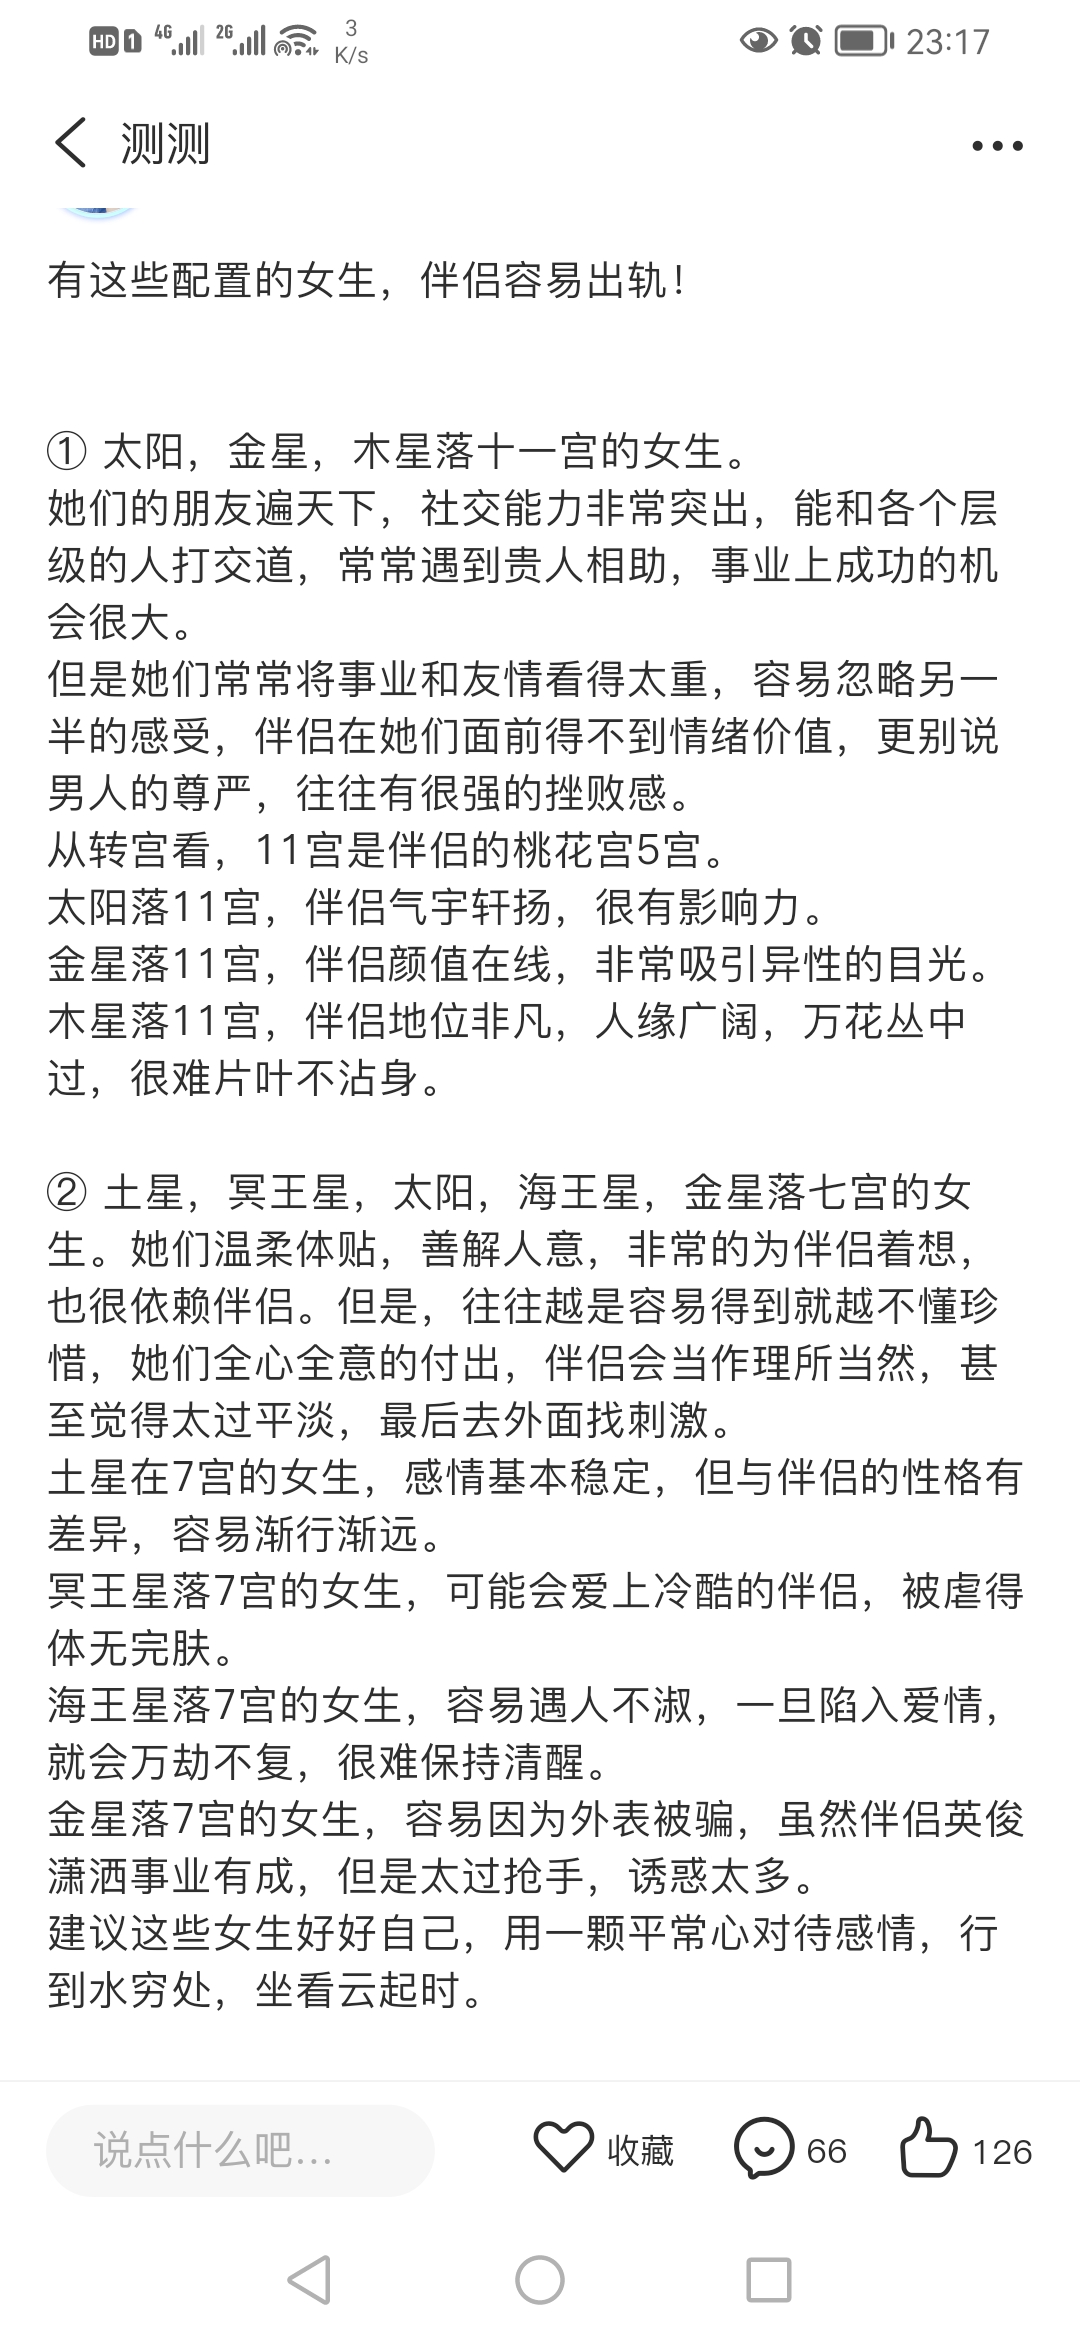 HD 1 4G 2G 3 K/s 23:17
测测
有这些配置的女生，伴侣容易出轨！
① 太阳，金星，木星落十一宫的女生。
她们的朋友遍天下，社交能力非常突出，能和各个层
级的人打交道，常常遇到贵人相助，事业上成功的机
会很大。
但是她们常常将事业和友情看得太重，容易忽略另一
半的感受，伴侣在她们面前得不到情绪价值，更别说
男人的尊严，往往有很强的挫败感。
从转宫看，11宫是伴侣的桃花宫5宫。
太阳落11宫，伴侣气宇轩扬，很有影响力。
金星落11宫，伴侣颜值在线，非常吸引异性的目光。
木星落11宫，伴侣地位非凡，人缘广阔，万花丛中
过，很难片叶不沾身。
② 土星，冥王星，太阳，海王星，金星落七宫的女
生。她们温柔体贴，善解人意，非常的为伴侣着想，
也很依赖伴侣。但是，往往越是容易得到就越不懂珍
惜，她们全心全意的付出，伴侣会当作理所当然，甚
至觉得太过平淡，最后去外面找刺激。
土星在7宫的女生，感情基本稳定，但与伴侣的性格有
差异，容易渐行渐远。
冥王星落7宫的女生，可能会爱上冷酷的伴侣，被虐得
体无完肤。
海王星落7宫的女生，容易遇人不淑，一旦陷入爱情，
就会万劫不复，很难保持清醒。
金星落7宫的女生，容易因为外表被骗，虽然伴侣英俊
潇洒事业有成，但是太过抢手，诱惑太多。
建议这些女生好好自己，用一颗平常心对待感情，行
到水穷处，坐看云起时。
说点什么吧... 收藏 66 126